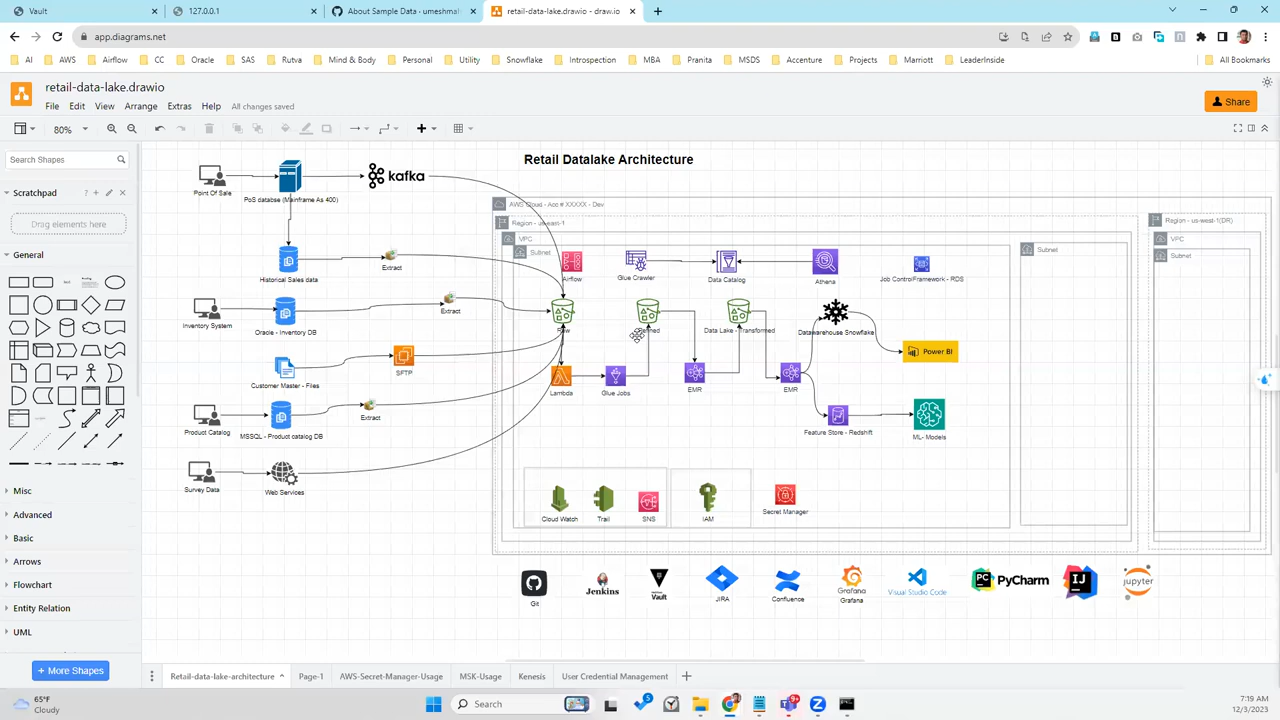 Vault
127.0.0.1
About Sample Data - umeshmal
retail-data-lake.drawio - draw.io
app.diagrams.net
AI
AWS
Airflow
CC
Oracle
SAS
Rutva
Mind & Body
Personal
Utility
Snowflake
Introspection
MBA
Pranita
MSDS
Accenture
Projects
Marriott
LeaderInside
All Bookmarks
retail-data-lake.drawio
File
Edit
View
Arrange
Extras
Help
All changes saved
Share
80%
Search Shapes
Scratchpad
Drag elements here
General
Misc
Advanced
Basic
Arrows
Flowchart
Entity Relation
UML
+ More Shapes
Retail Datalake Architecture
Point Of Sale
PoS databse (Mainframe As 400)
kafka
Historical Sales data
Extract
Inventory System
Oracle - Inventory DB
Extract
Customer Master - Files
SFTP
Product Catalog
MSSQL - Product catalog DB
Extract
Survey Data
Web Services
AWS Cloud - Acc # XXXXX - Dev
Region - us-east-1
VPC
Subnet
Airflow
Glue Crawler
Data Catalog
Athena
Job ControlFramework - RDS
Raw
Data Lake - Transformed
Datawarehouse Snowflake
Power BI
Lambda
Glue Jobs
EMR
EMR
Feature Store - Redshift
ML- Models
Cloud Watch
Trail
SNS
IAM
Secret Manager
Subnet
Region - us-west-1(DR)
VPC
Subnet
Git
Jenkins
Vault
JIRA
Confluence
Grafana
Grafana
Visual Studio Code
PC
PyCharm
IJ
jupyter
Retail-data-lake-architecture
Page-1
AWS-Secret-Manager-Usage
MSK-Usage
Kenesis
User Credential Management
65°F
Cloudy
Search
5
9+
7:19 AM
12/3/2023